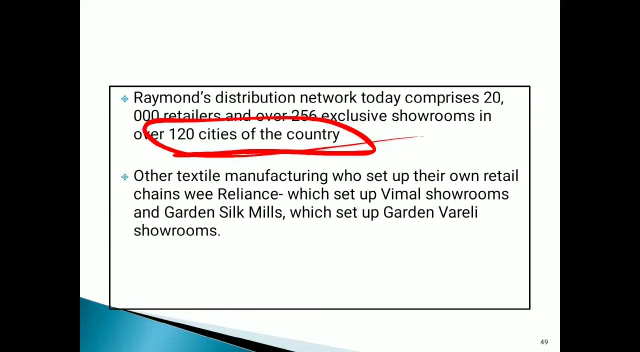 Raymond's distribution network today comprises 20,
000 retailers and over 256 exclusive showrooms in
over 120 cities of the country
Other textile manufacturing who set up their own retail
chains wee Reliance- which set up Vimal showrooms
and Garden Silk Mills, which set up Garden Vareli
showrooms.
49